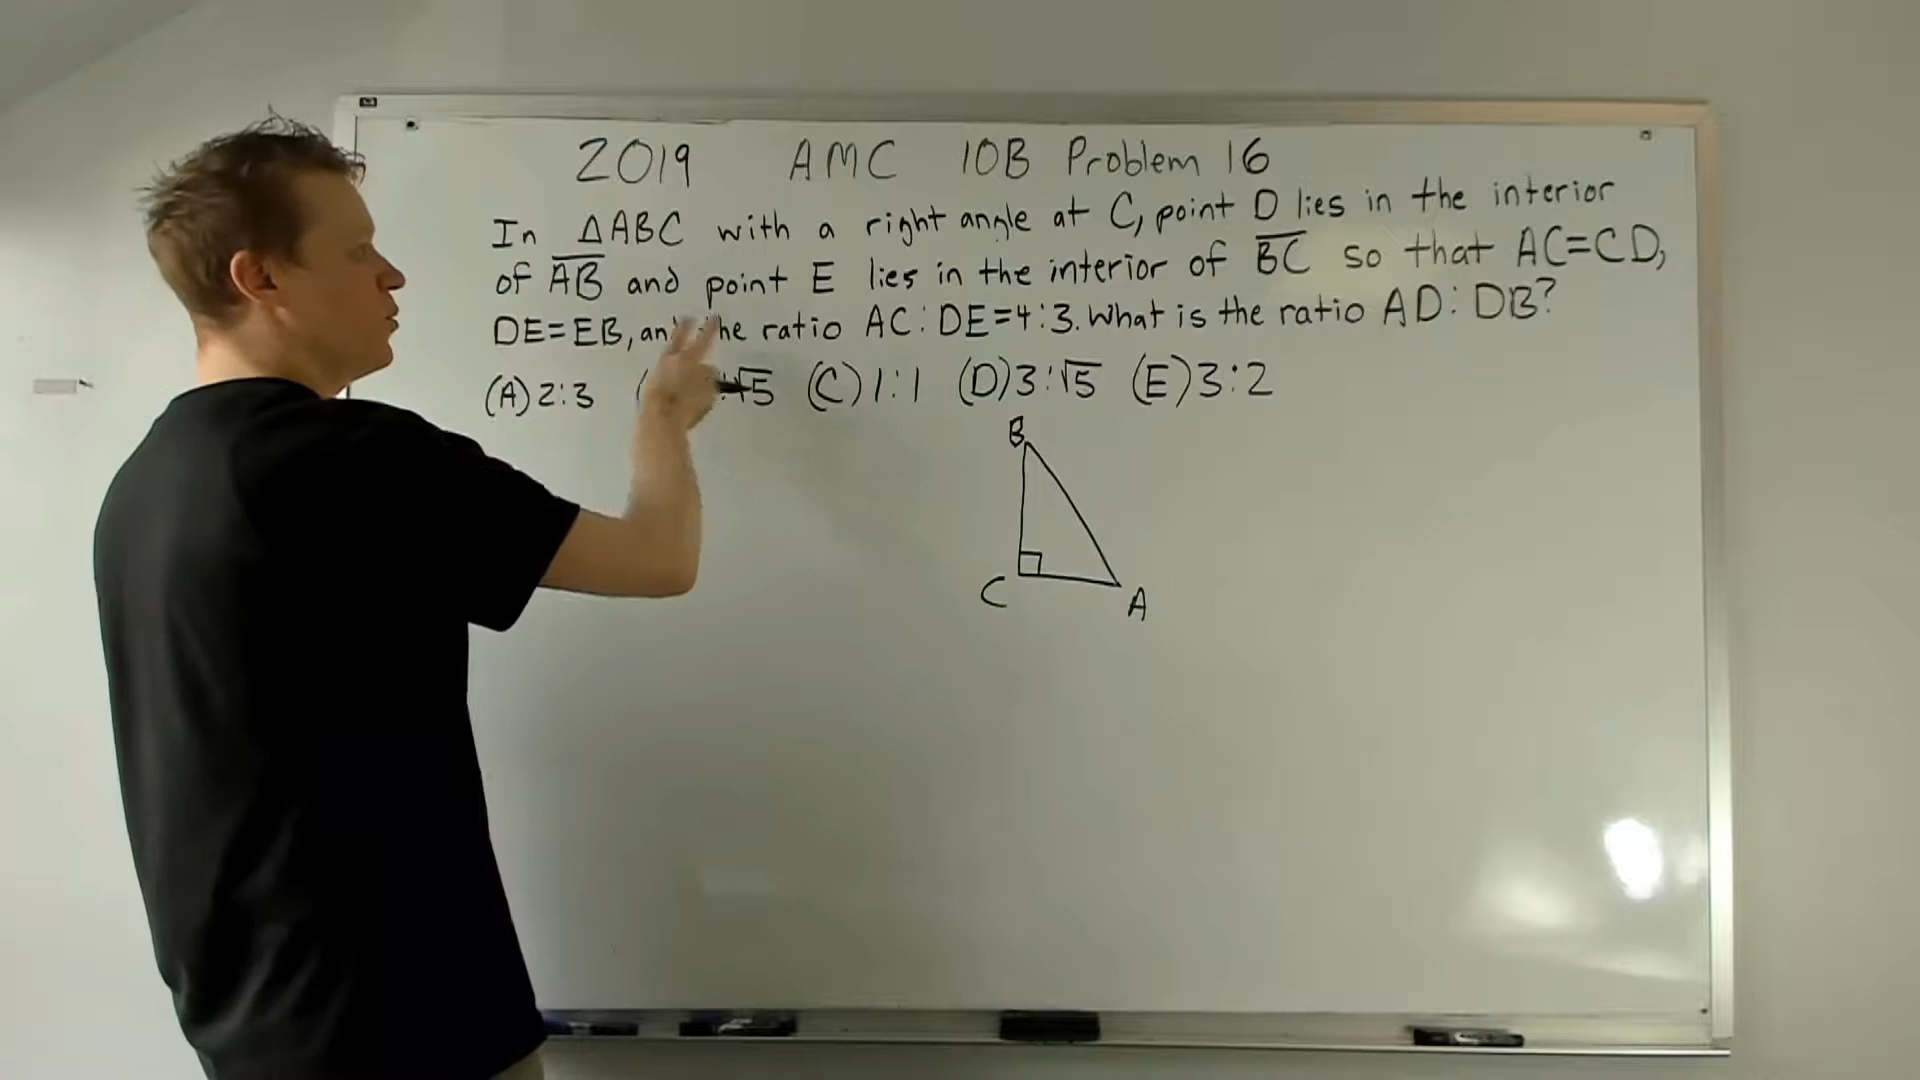 2019 AMC 10B Problem 16
In △ABC with a right angle at C, point D lies in the interior
of \overline{AB} and point E lies in the interior of \overline{BC} so that AC=CD,
DE=EB, the ratio AC:DE=4:3. What is the ratio AD:DB?
(A) 2:3 :√5 (C) 1:1 (D) 3:√5 (E) 3:2
B
C
A